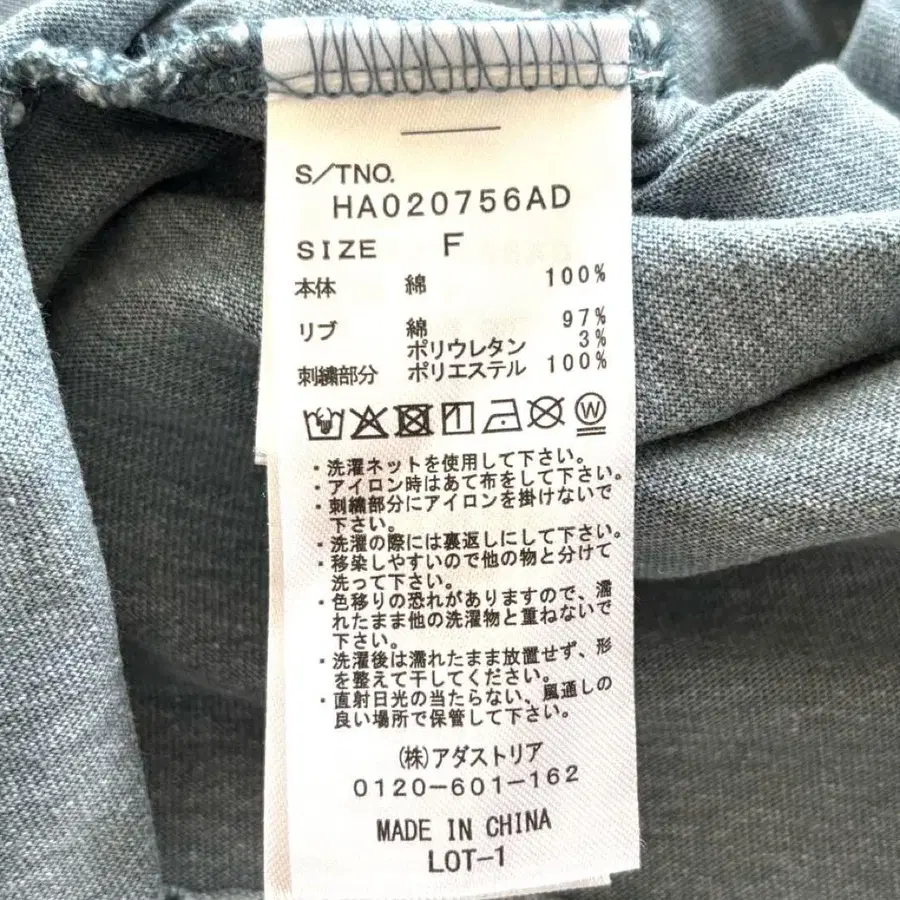 S/TNO.
HA020756AD
SIZE F
本体 綿 100%
リブ 綿 97%
ポリウレタン 3%
刺繍部分 ポリエステル 100%
W
・洗濯ネットを使用して下さい。
・アイロン時はあて布をして下さい。
・刺繍部分にアイロンを掛けないで
下さい。
・洗濯の際には裏返しにして下さい。
・移染しやすいので他の物と分けて
洗って下さい。
・色移りの恐れがありますので、濡
れたまま他の洗濯物と重ねないで
下さい。
・洗濯後は濡れたまま放置せず、形
を整えて干してください。
・直射日光の当たらない、風通しの
良い場所で保管して下さい。
(株)アダストリア
0120-601-162
MADE IN CHINA
LOT-1